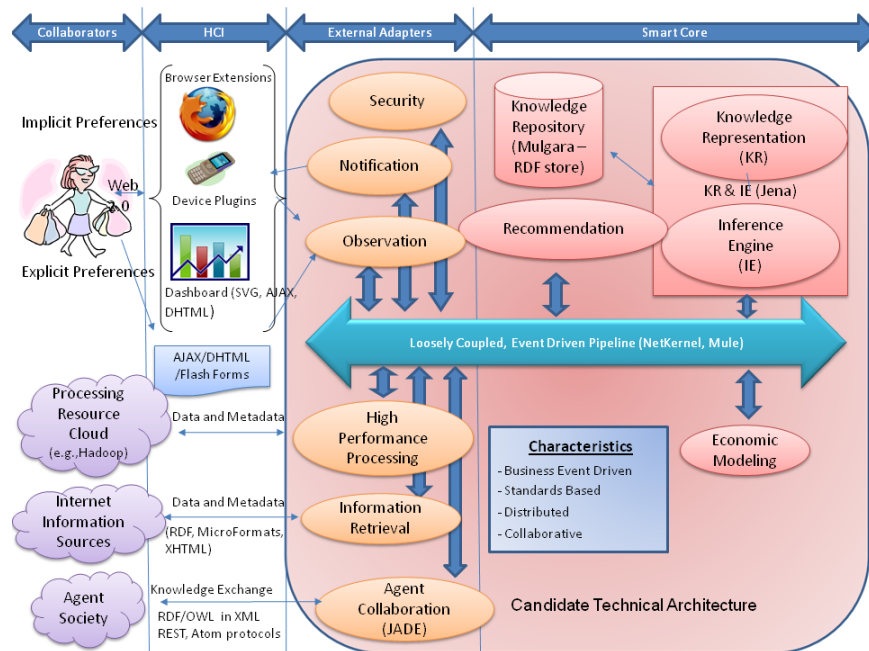 Collaborators
HCI
External Adapters
Smart Core
Browser Extensions
Implicit Preferences
Web
2.0
Explicit Preferences
Device Plugins
Dashboard (SVG, AJAX,
DHTML)
AJAX/DHTML
/Flash Forms
Security
Notification
Observation
Knowledge
Repository
(Mulgara –
RDF store)
Recommendation
Knowledge
Representation
(KR)
KR & IE (Jena)
Inference
Engine
(IE)
Loosely Coupled, Event Driven Pipeline (NetKernel, Mule)
Processing
Resource
Cloud
(e.g.,Hadoop)
Data and Metadata
High
Performance
Processing
Characteristics
- Business Event Driven
- Standards Based
- Distributed
- Collaborative
Economic
Modeling
Internet
Information
Sources
Data and Metadata
(RDF, MicroFormats,
XHTML)
Information
Retrieval
Agent
Society
Knowledge Exchange
RDF/OWL in XML
REST, Atom protocols
Agent
Collaboration
(JADE)
Candidate Technical Architecture